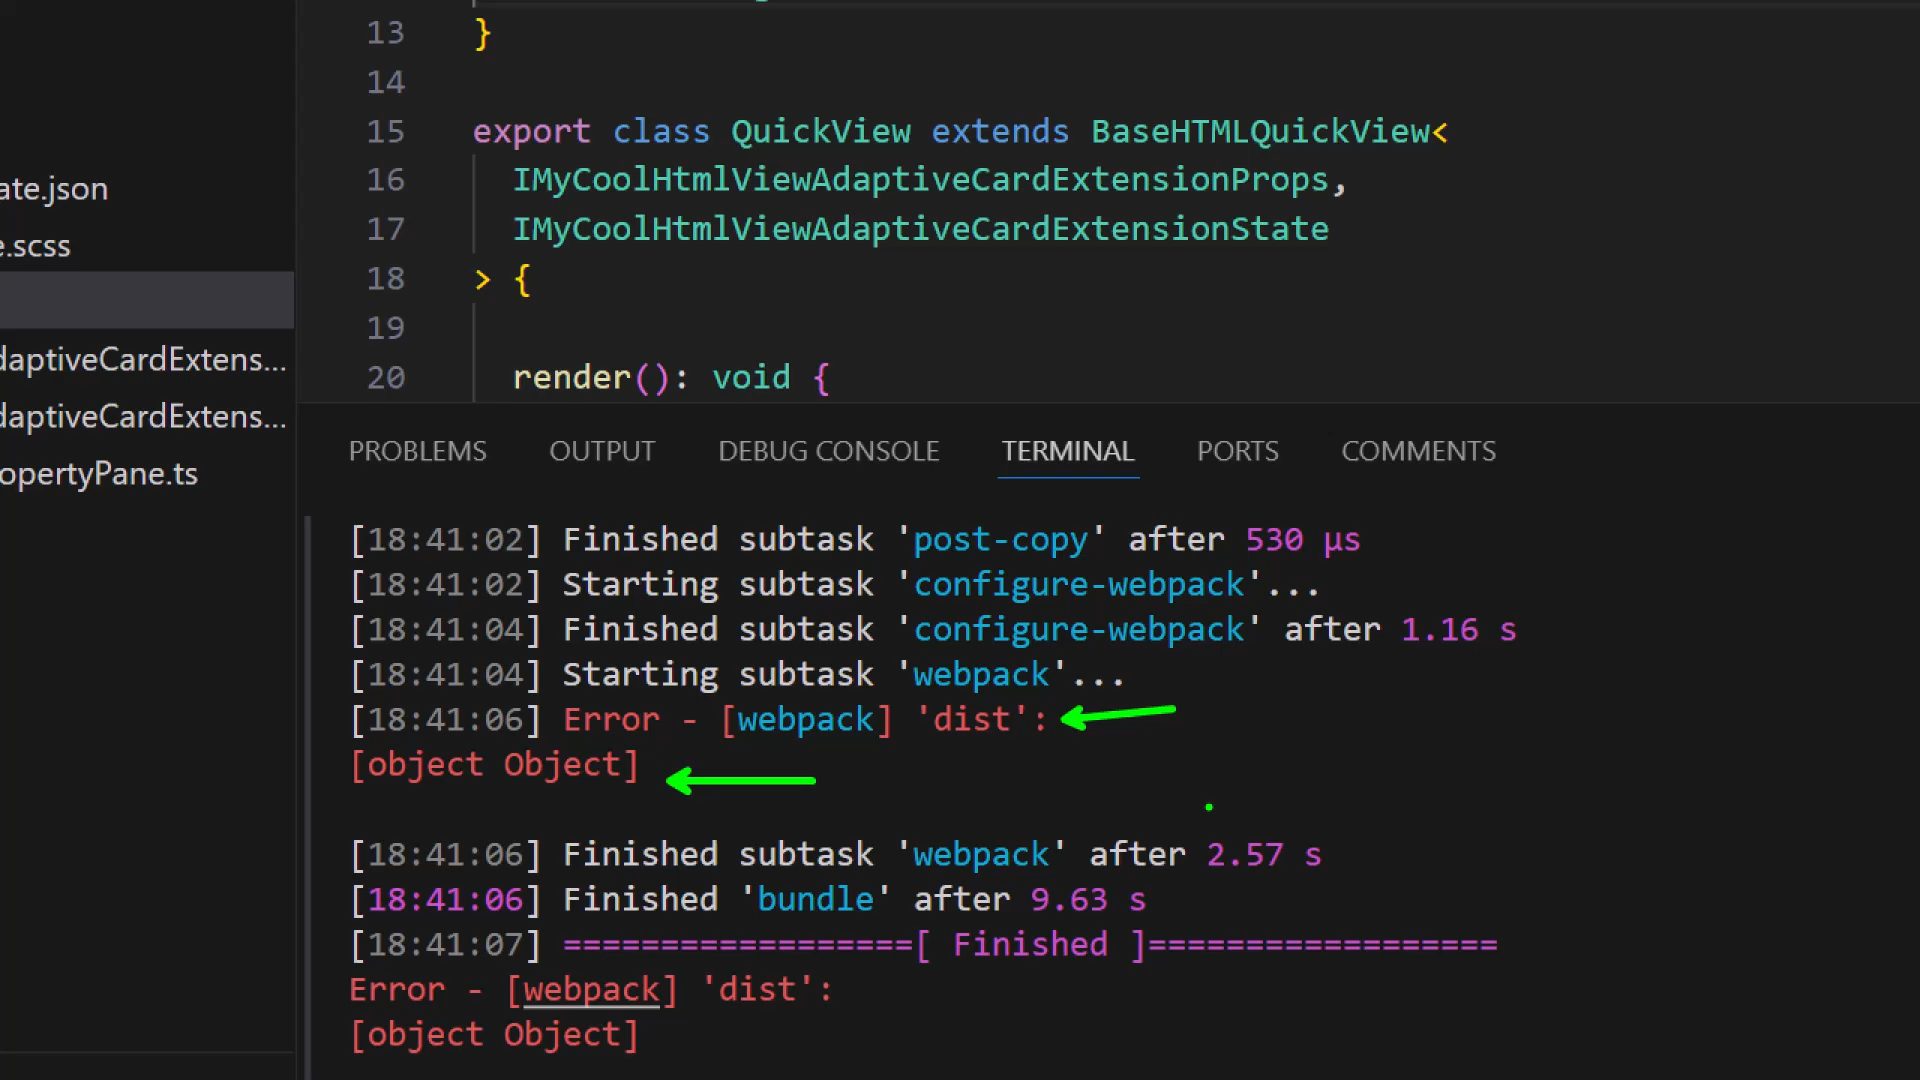 13 }
14
15 export class QuickView extends BaseHTMLQuickView<
16 IMyCoolHtmlViewAdaptiveCardExtensionProps,
17 IMyCoolHtmlViewAdaptiveCardExtensionState
18 > {
19
20 render(): void {
ate.json
e.scss
daptiveCardExtens...
daptiveCardExtens...
opertyPane.ts
PROBLEMS OUTPUT DEBUG CONSOLE TERMINAL PORTS COMMENTS
[18:41:02] Finished subtask 'post-copy' after 530 μs
[18:41:02] Starting subtask 'configure-webpack'...
[18:41:04] Finished subtask 'configure-webpack' after 1.16 s
[18:41:04] Starting subtask 'webpack'...
[18:41:06] Error - [webpack] 'dist':
[object Object]
[18:41:06] Finished subtask 'webpack' after 2.57 s
[18:41:06] Finished 'bundle' after 9.63 s
[18:41:07] ==================[ Finished ]==================
Error - [webpack] 'dist':
[object Object]